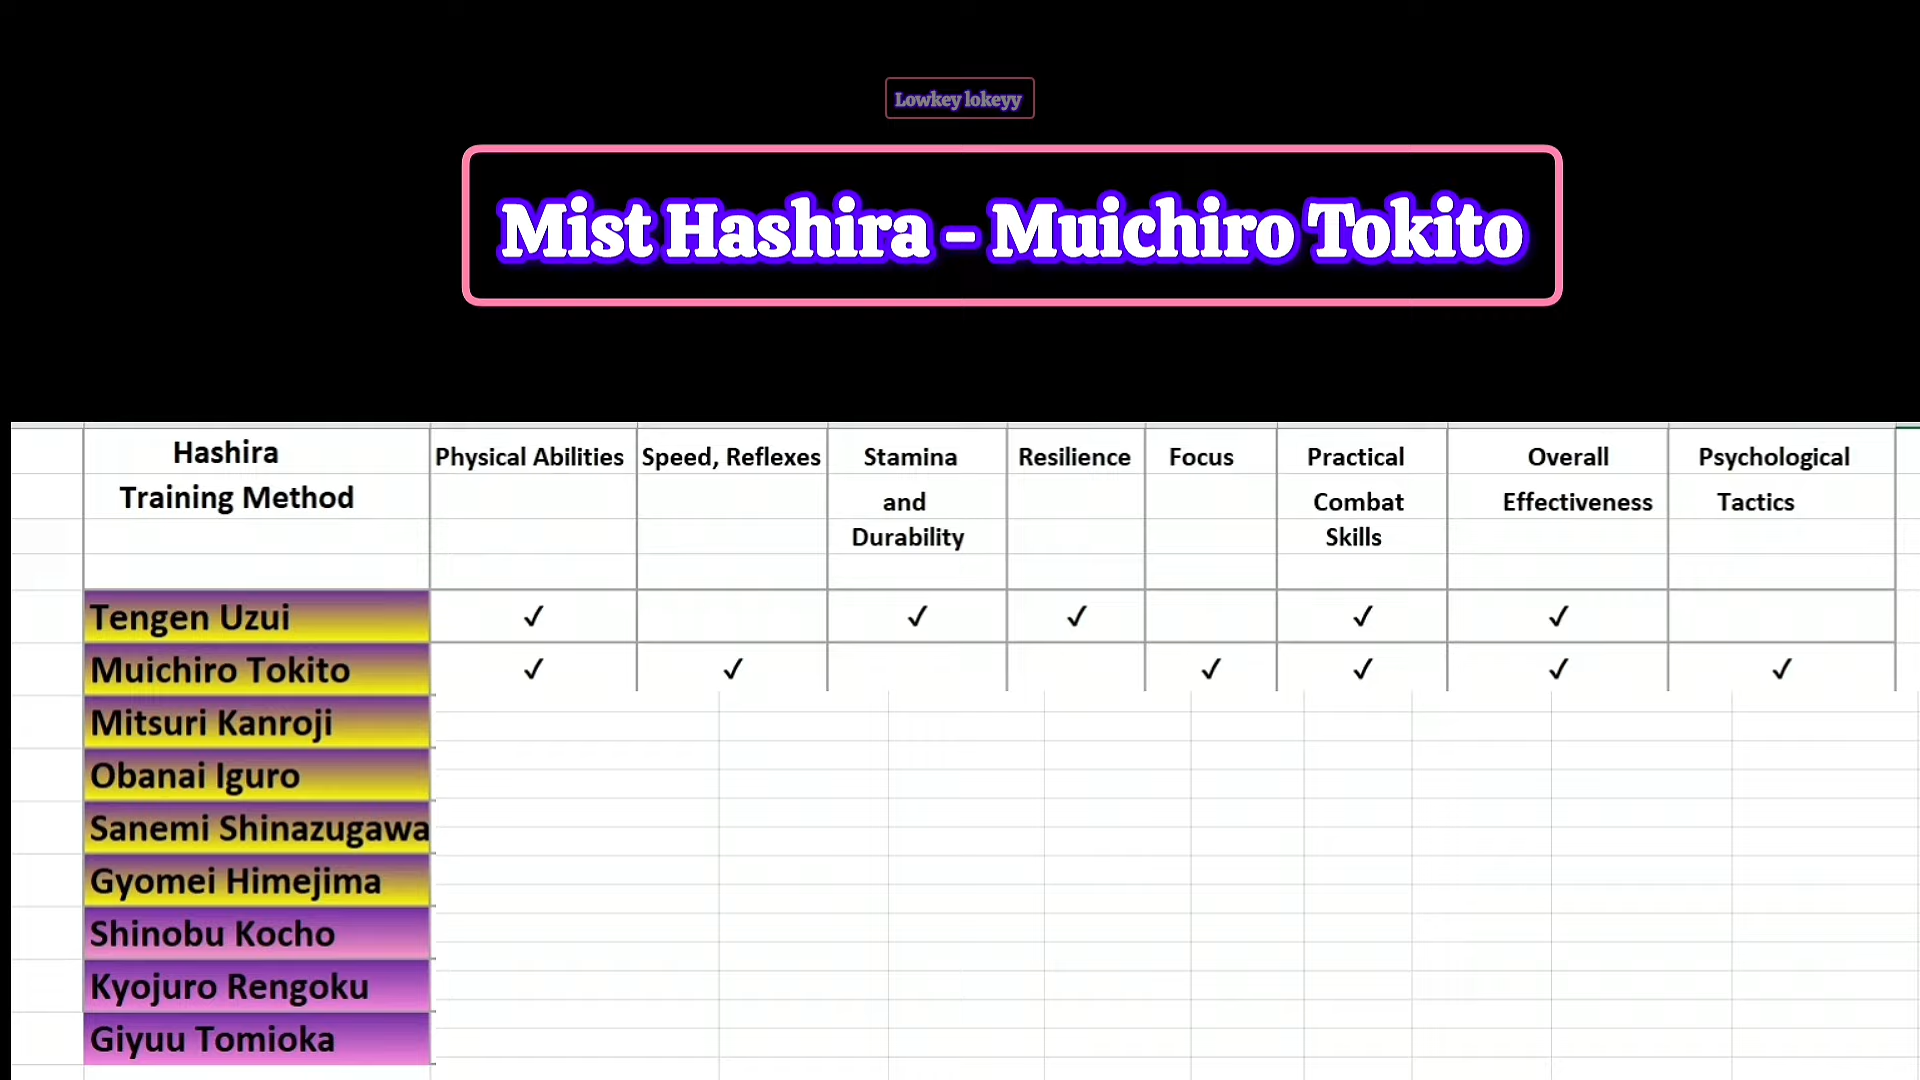 Lowkey lokeyy
Mist Hashira - Muichiro Tokito
Hashira Physical Abilities Speed, Reflexes Stamina Resilience Focus Practical Overall Psychological
Training Method and Combat Effectiveness Tactics
Durability Skills
Tengen Uzui ✓ ✓ ✓ ✓ ✓
Muichiro Tokito ✓ ✓ ✓ ✓ ✓ ✓
Mitsuri Kanroji
Obanai Iguro
Sanemi Shinazugawa
Gyomei Himejima
Shinobu Kocho
Kyojuro Rengoku
Giyuu Tomioka